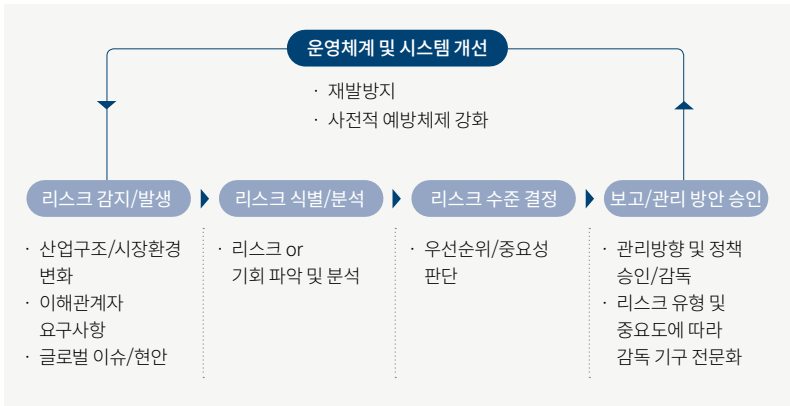 운영체계 및 시스템 개선
· 재발방지
· 사전적 예방체제 강화
리스크 감지/발생
· 산업구조/시장환경
변화
· 이해관계자
요구사항
· 글로벌 이슈/현안
리스크 식별/분석
· 리스크 or
기회 파악 및 분석
리스크 수준 결정
· 우선순위/중요성
판단
보고/관리 방안 승인
· 관리방향 및 정책
승인/감독
· 리스크 유형 및
중요도에 따라
감독 기구 전문화